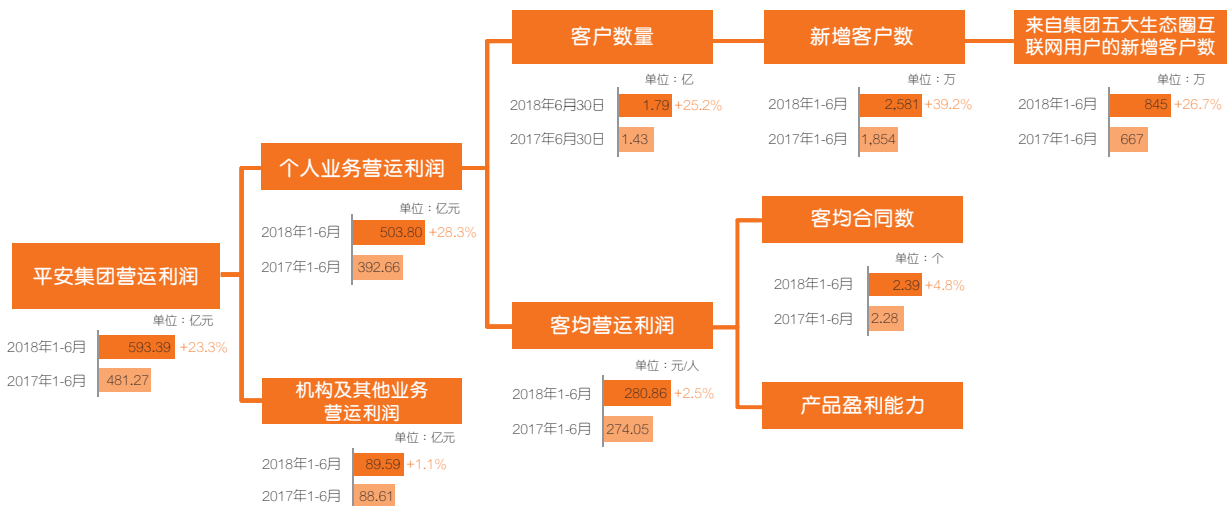 平安集团营运利润
单位：亿元
2018年1-6月 593.39 +23.3%
2017年1-6月 481.27
个人业务营运利润
单位：亿元
2018年1-6月 503.80 +28.3%
2017年1-6月 392.66
机构及其他业务
营运利润
单位：亿元
2018年1-6月 89.59 +1.1%
2017年1-6月 88.61
客户数量
单位：亿
2018年6月30日 1.79 +25.2%
2017年6月30日 1.43
新增客户数
单位：万
2018年1-6月 2,581 +39.2%
2017年1-6月 1,854
来自集团五大生态圈互
联网用户的新增客户数
单位：万
2018年1-6月 845 +26.7%
2017年1-6月 667
客均营运利润
单位：元/人
2018年1-6月 280.86 +2.5%
2017年1-6月 274.05
客均合同数
单位：个
2018年1-6月 2.39 +4.8%
2017年1-6月 2.28
产品盈利能力